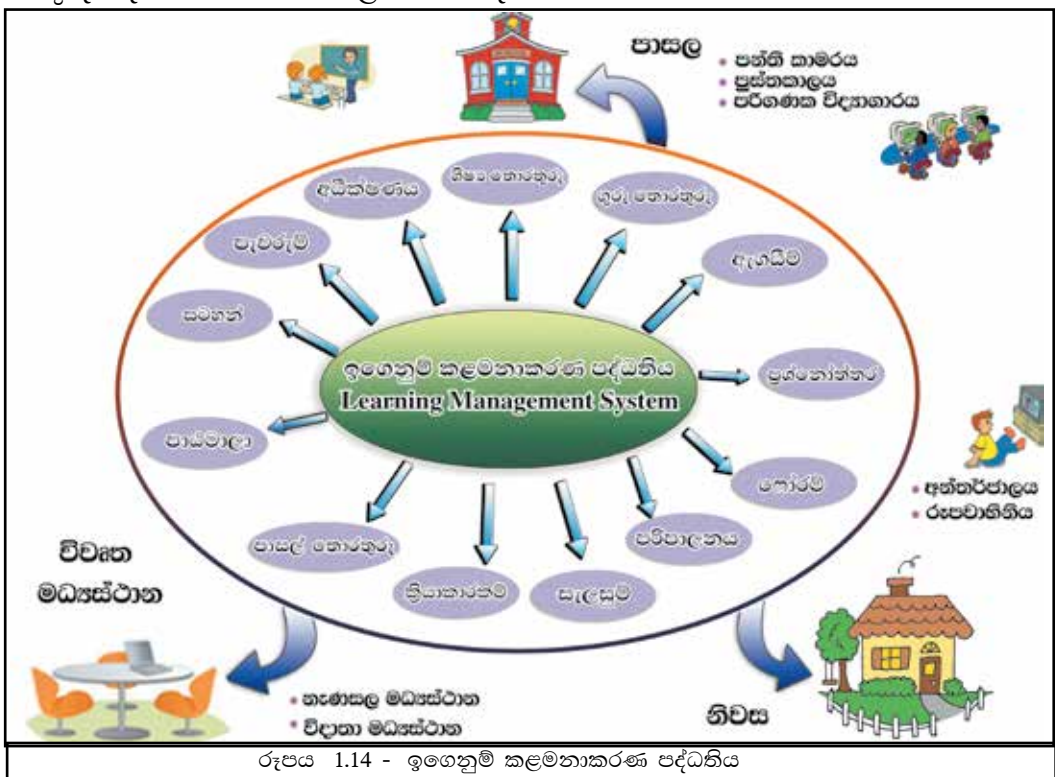 පාසල
• පන්ති කාමරය
• පුස්තකාලය
• පරිගණක විද්‍යාගාරය
ශිෂ්‍ය තොරතුරු
අධීක්ෂණය
ගුරු තොරතුරු
පැවරුම්
ඇගයීම්
සටහන්
ඉගෙනුම් කළමනාකරණ පද්ධතිය
Learning Management System
ප්‍රශ්නෝත්තර
පාඨමාලා
ෆෝරම්
• අන්තර්ජාලය
• රූපවාහිනිය
පාසල් තොරතුරු
පරිපාලනය
ක්‍රියාකාරකම්
සැලසුම්
විවෘත
මධ්‍යස්ථාන
• නැණසල මධ්‍යස්ථාන
• විදාතා මධ්‍යස්ථාන
නිවස
රූපය 1.14 - ඉගෙනුම් කළමනාකරණ පද්ධතිය